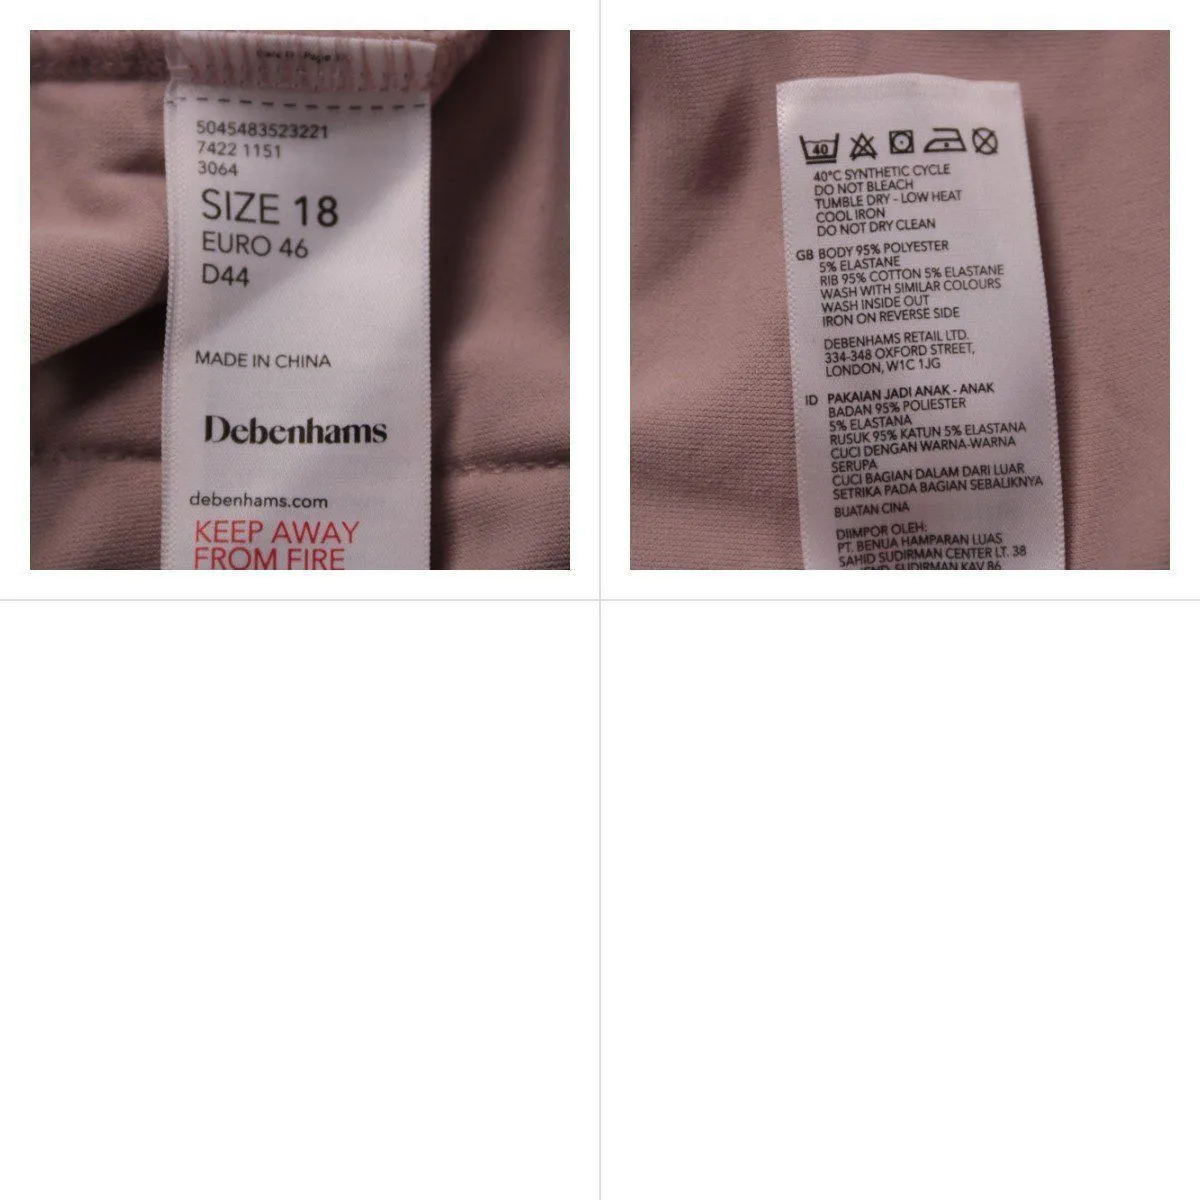 5045483523221
7422 1151
3064
SIZE 18
EURO 46
D44
MADE IN CHINA
Debenhams
debenhams.com
KEEP AWAY
FROM FIRE
40
40°C SYNTHETIC CYCLE
DO NOT BLEACH
TUMBLE DRY - LOW HEAT
COOL IRON
DO NOT DRY CLEAN
GB BODY 95% POLYESTER
5% ELASTANE
RIB 95% COTTON 5% ELASTANE
WASH WITH SIMILAR COLOURS
WASH INSIDE OUT
IRON ON REVERSE SIDE
DEBENHAMS RETAIL LTD.
334-348 OXFORD STREET,
LONDON, W1C 1JG
ID PAKAIAN JADI ANAK - ANAK
BADAN 95% POLIESTER
5% ELASTANA
RUSUK 95% KATUN 5% ELASTANA
CUCI DENGAN WARNA-WARNA
SERUPA
CUCI BAGIAN DALAM DARI LUAR
SETRIKA PADA BAGIAN SEBALIKNYA
BUATAN CINA
DIIMPOR OLEH:
PT. BENUA HAMPARAN LUAS
SAHID SUDIRMAN CENTER LT. 38
SUDIRMAN KAV 86